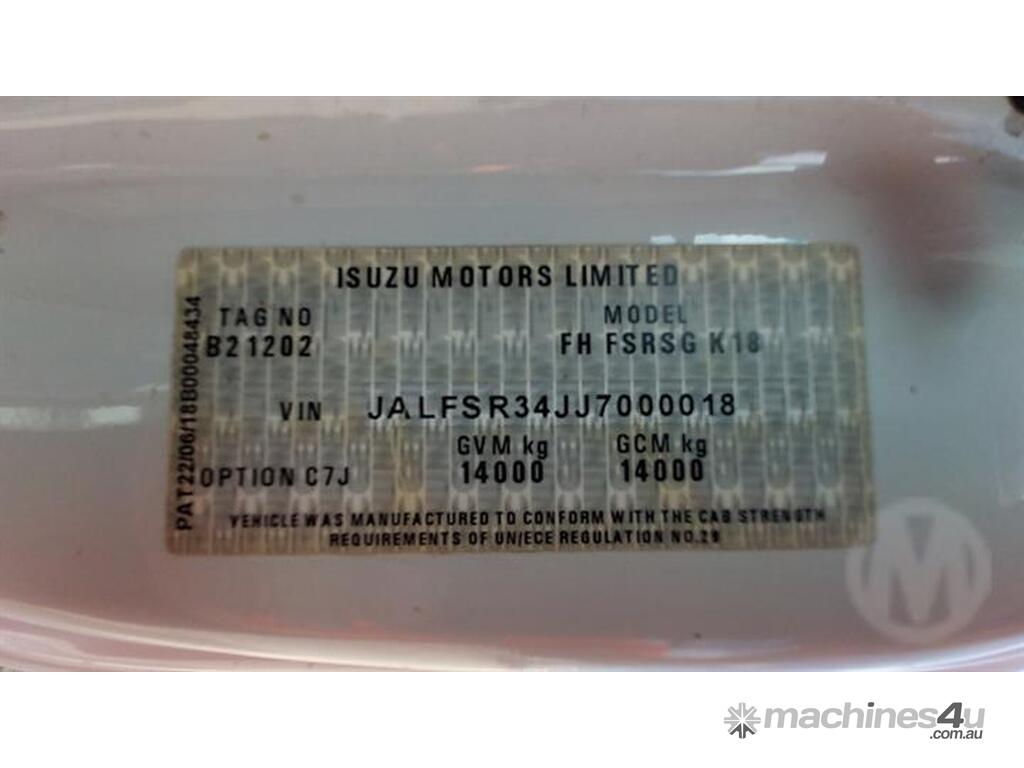 ISUZU MOTORS LIMITED
TAG NO MODEL
B21202 FH FSRSG K18
VIN JALFSR34JJ7000018
GVM kg GCM kg
OPTION C7J 14000 14000
VEHICLE WAS MANUFACTURED TO CONFORM WITH THE CAB STRENGTH
REQUIREMENTS OF UN/ECE REGULATION NO.29
PAT22/06/18B00048434
M
machines4u
.com.au